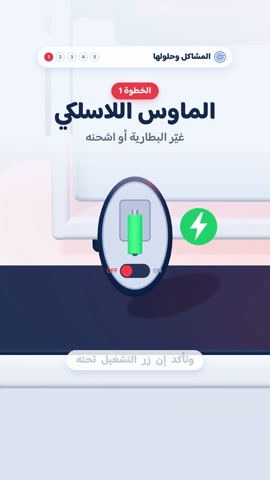 المشاكل وحلولها
1 2 3 4 5
الخطوة 1
الماوس اللاسلكي
غيّر البطارية أو اشحنه
OFF ON
وتأكد إن زر التشغيل تحته